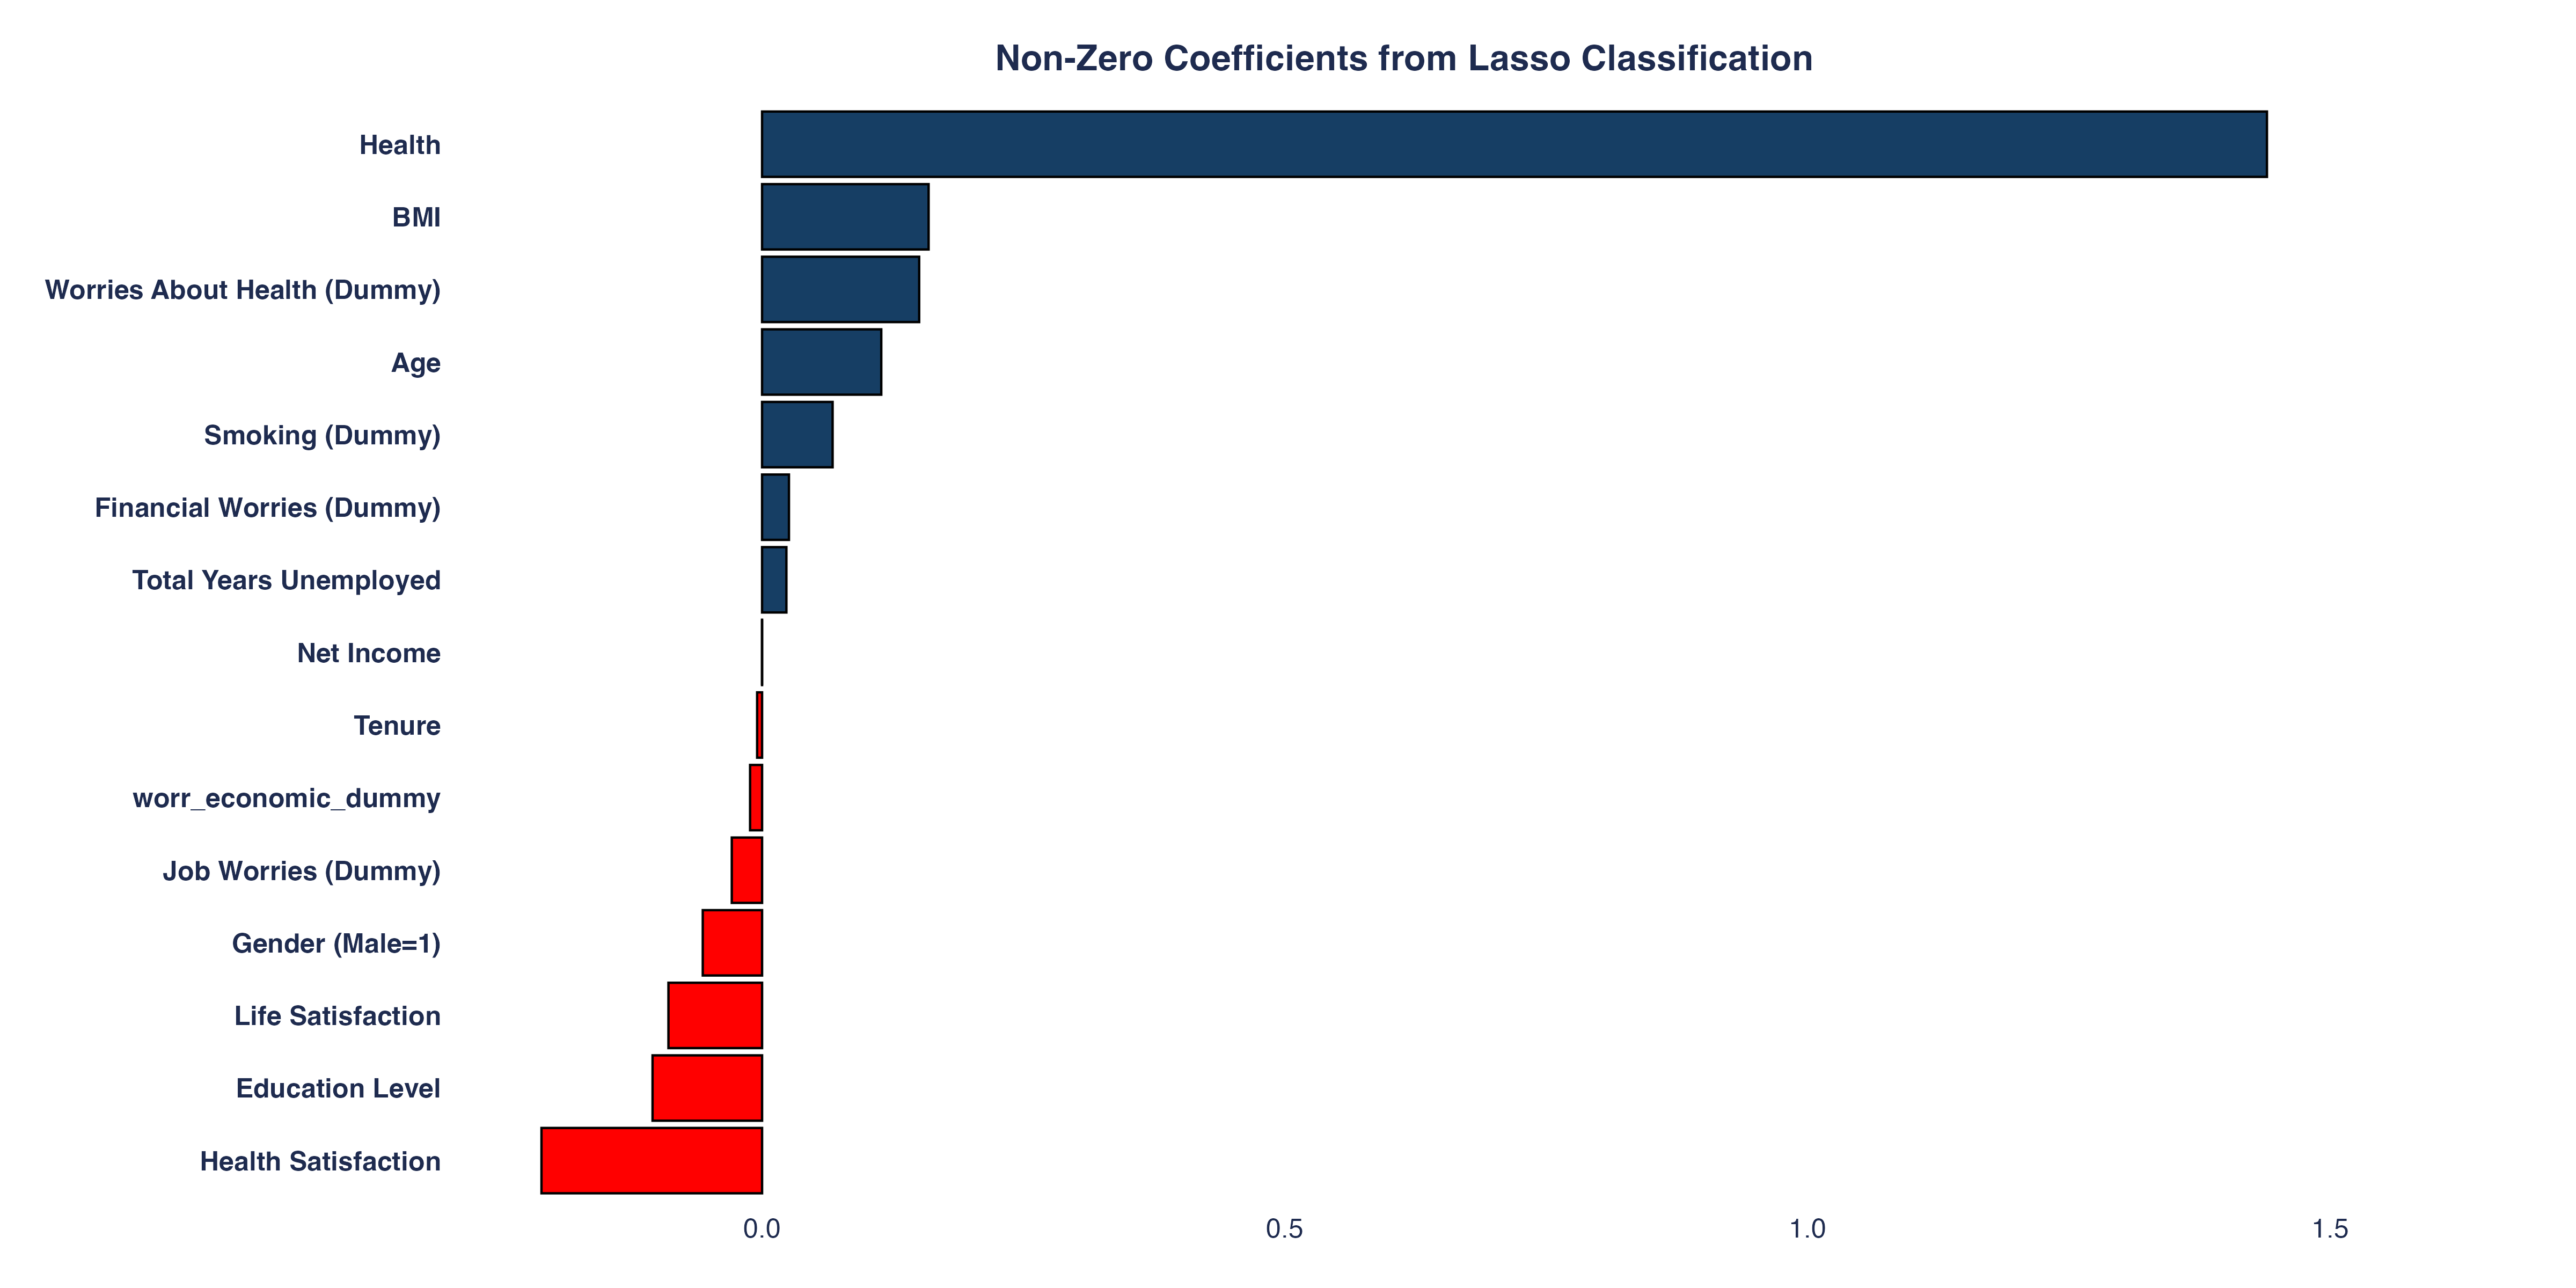 Non-Zero Coefficients from Lasso Classification
Health
BMI
Worries About Health (Dummy)
Age
Smoking (Dummy)
Financial Worries (Dummy)
Total Years Unemployed
Net Income
Tenure
worr_economic_dummy
Job Worries (Dummy)
Gender (Male=1)
Life Satisfaction
Education Level
Health Satisfaction
0.0 0.5 1.0 1.5